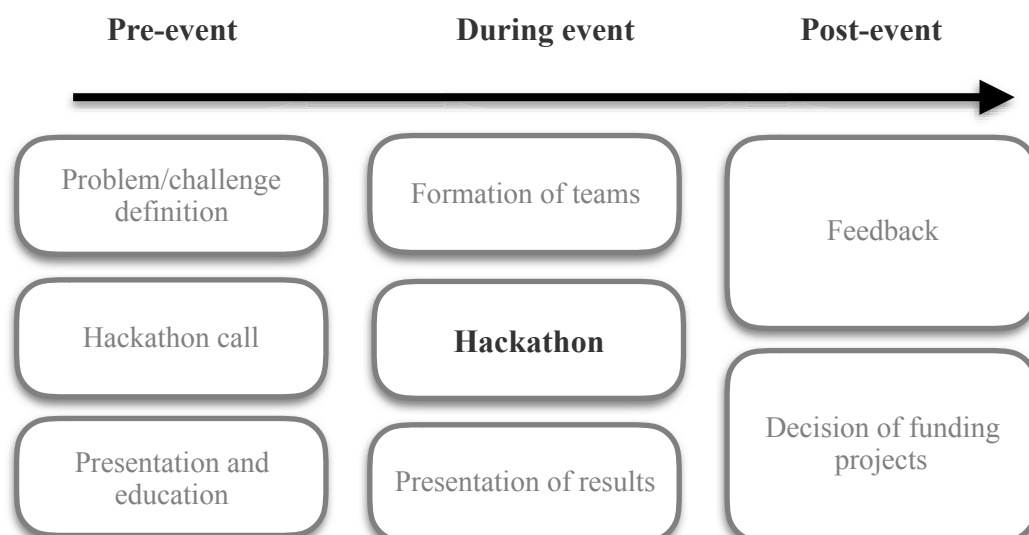 Pre-event
During event
Post-event
Problem/challenge
definition
Hackathon call
Presentation and
education
Formation of teams
Hackathon
Presentation of results
Feedback
Decision of funding
projects